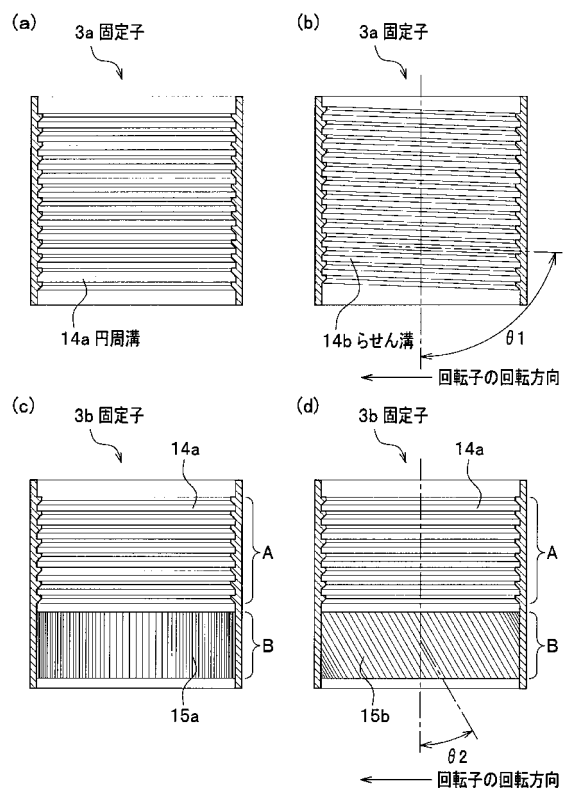 (a)
3a 固定子
14a 円周溝
(b)
3a 固定子
14b らせん溝
θ1
回転子の回転方向
(c)
3b 固定子
14a
A
B
15a
(d)
3b 固定子
14a
A
B
15b
θ2
回転子の回転方向